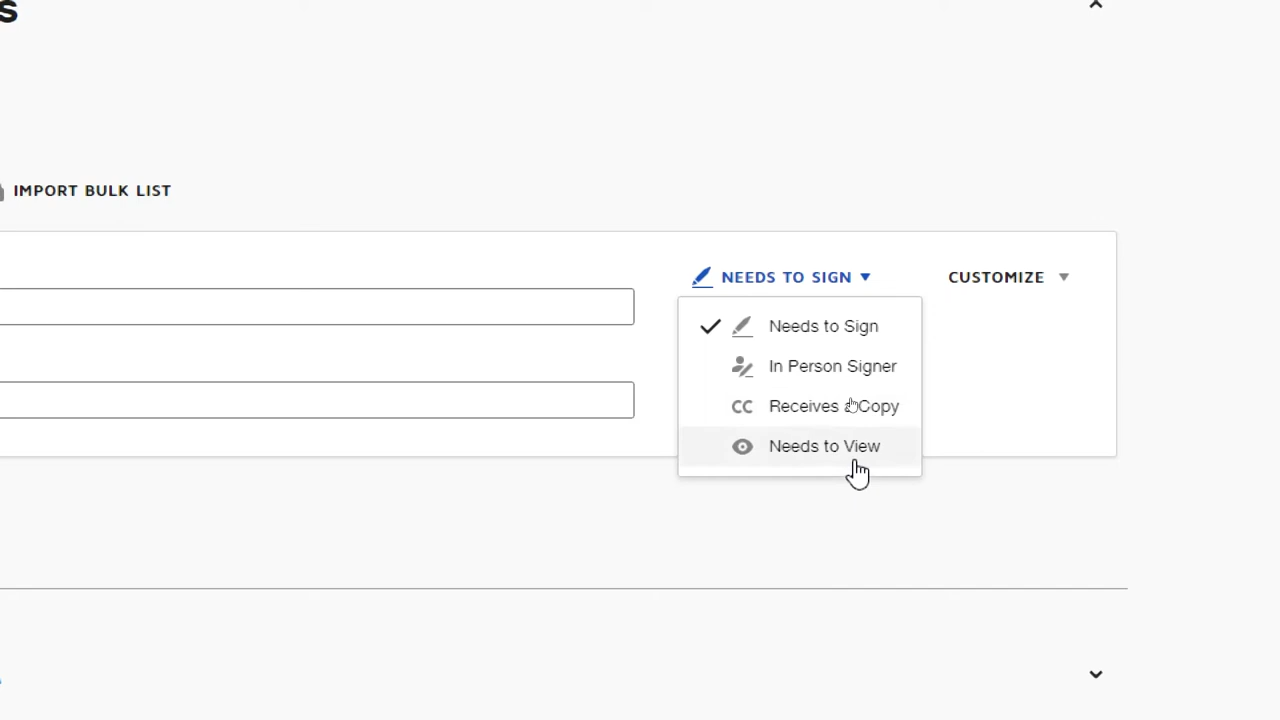 s
IMPORT BULK LIST
NEEDS TO SIGN
CUSTOMIZE
Needs to Sign
In Person Signer
CC Receives a Copy
Needs to View